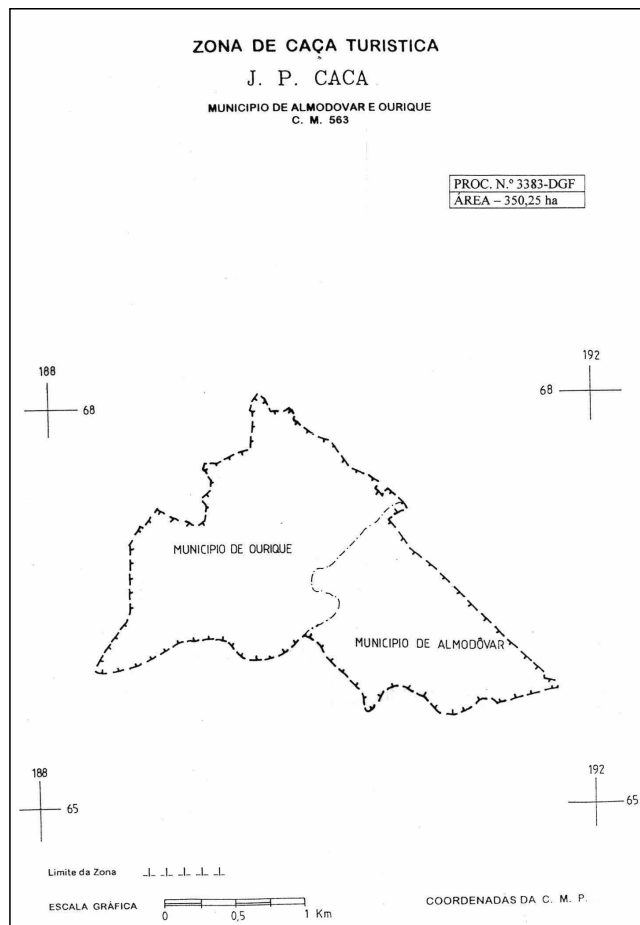 ZONA DE CAÇA TURISTICA
J. P. CACA
MUNICIPIO DE ALMODOVAR E OURIQUE
C. M. 563
PROC. N.º 3383-DGF
ÁREA – 350,25 ha
188
68
192
68
MUNICIPIO DE OURIQUE
MUNICIPIO DE ALMODÔVAR
188
65
192
65
Limite da Zona
ESCALA GRÁFICA
0 0,5 1 Km
COORDENADAS DA C. M. P.